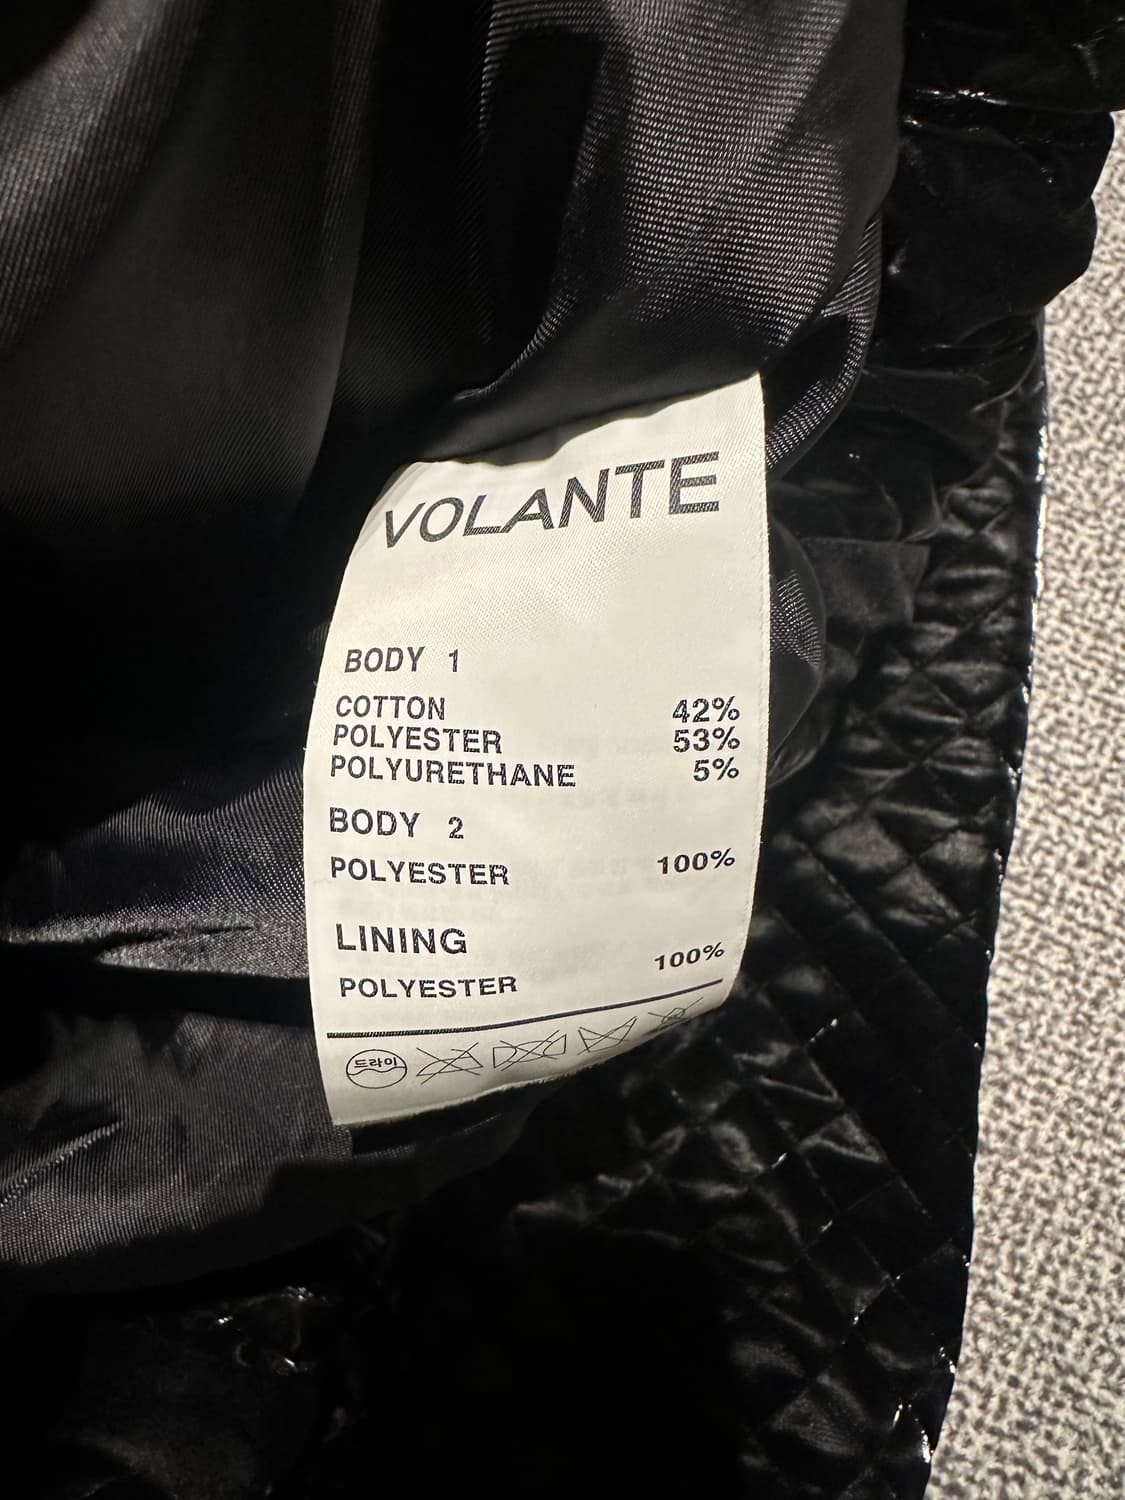 VOLANTE
BODY 1
COTTON 42%
POLYESTER 53%
POLYURETHANE 5%
BODY 2
POLYESTER 100%
LINING
POLYESTER 100%
드라이